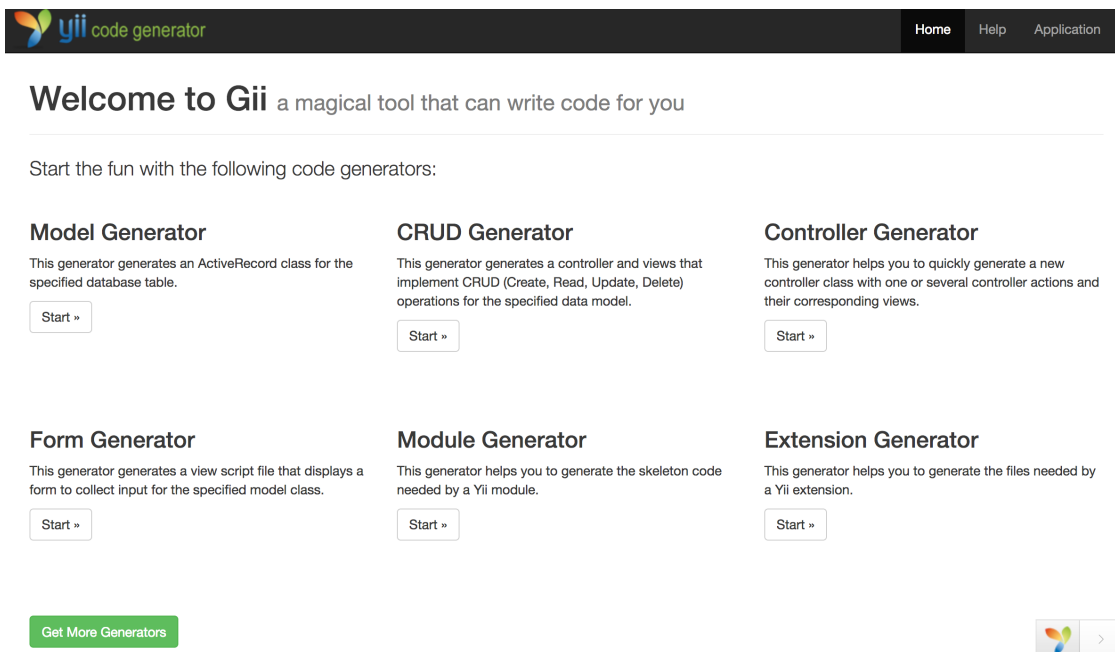 yii code generator
Home Help Application
Welcome to Gii a magical tool that can write code for you
Start the fun with the following code generators:
Model Generator
This generator generates an ActiveRecord class for the
specified database table.
Start »
CRUD Generator
This generator generates a controller and views that
implement CRUD (Create, Read, Update, Delete)
operations for the specified data model.
Start »
Controller Generator
This generator helps you to quickly generate a new
controller class with one or several controller actions and
their corresponding views.
Start »
Form Generator
This generator generates a view script file that displays a
form to collect input for the specified model class.
Start »
Module Generator
This generator helps you to generate the skeleton code
needed by a Yii module.
Start »
Extension Generator
This generator helps you to generate the files needed by
a Yii extension.
Start »
Get More Generators